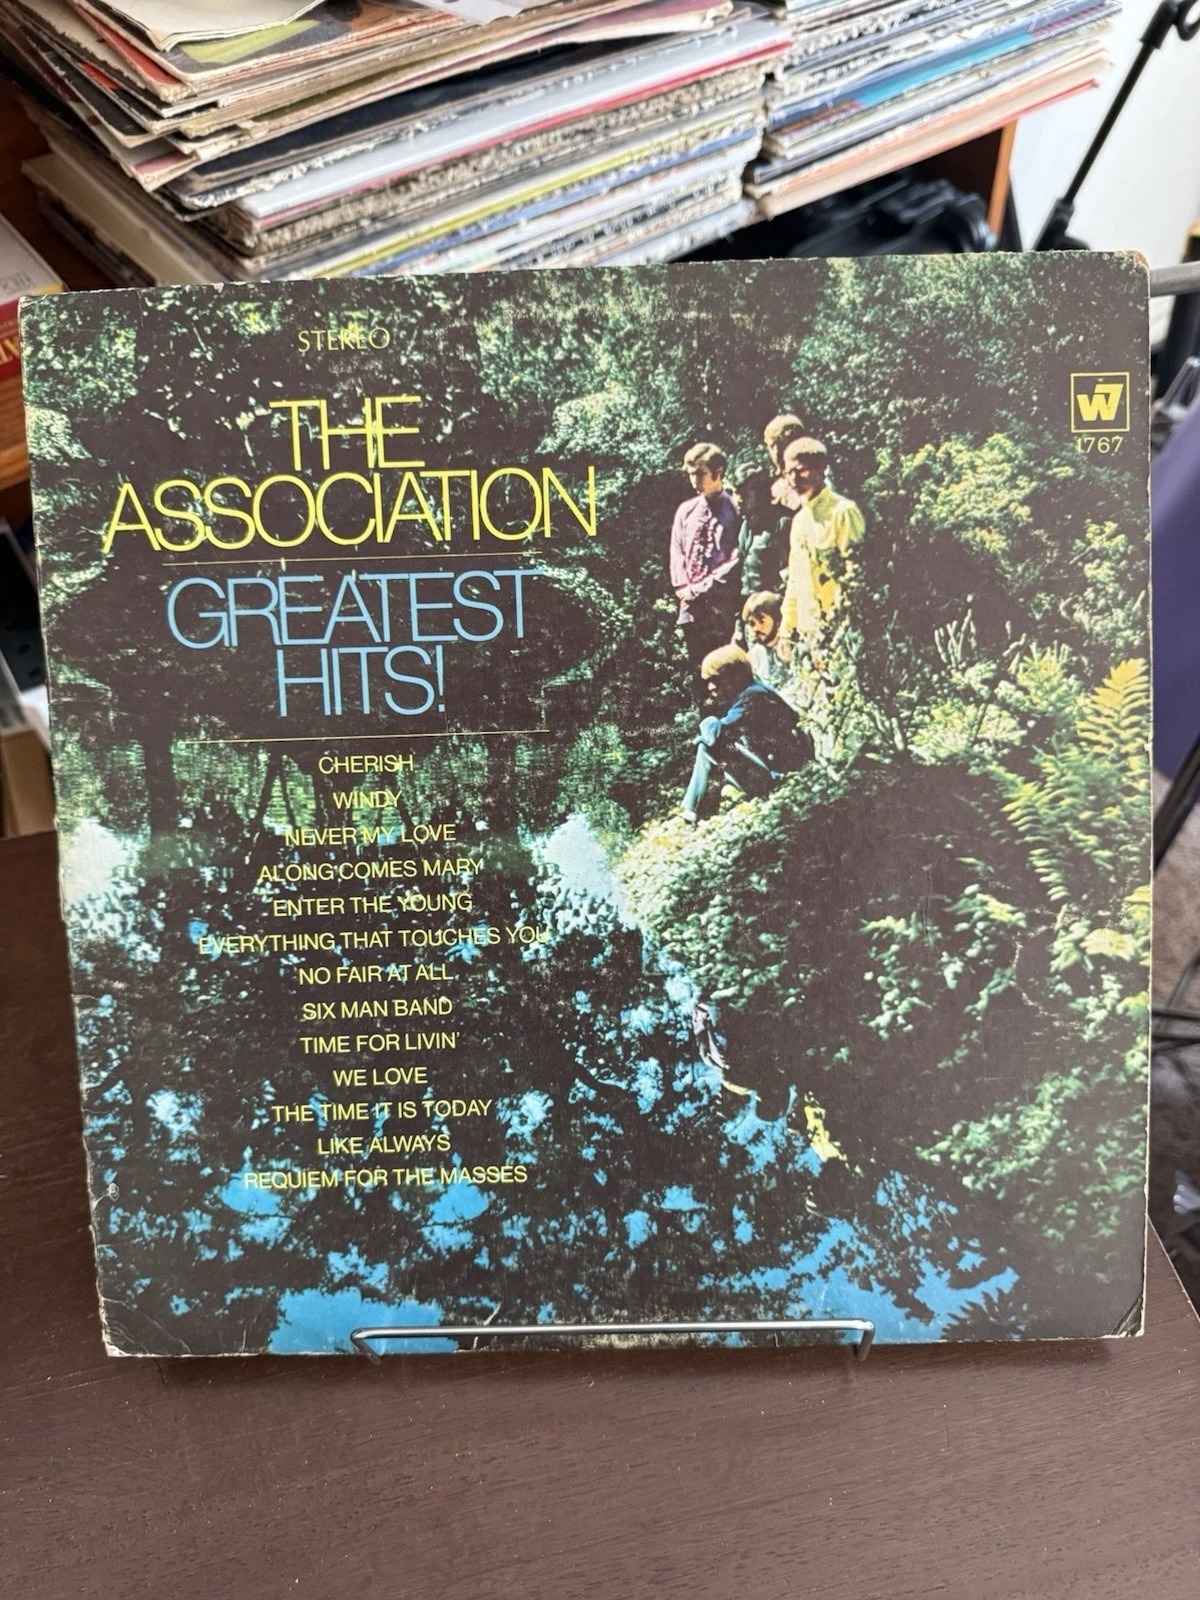 STEREO
THE
ASSOCIATION
GREATEST
HITS!
W7
1767
CHERISH
WINDY
NEVER MY LOVE
ALONG COMES MARY
ENTER THE YOUNG
EVERYTHING THAT TOUCHES YOU
NO FAIR AT ALL
SIX MAN BAND
TIME FOR LIVIN'
WE LOVE
THE TIME IT IS TODAY
LIKE ALWAYS
REQUIEM FOR THE MASSES